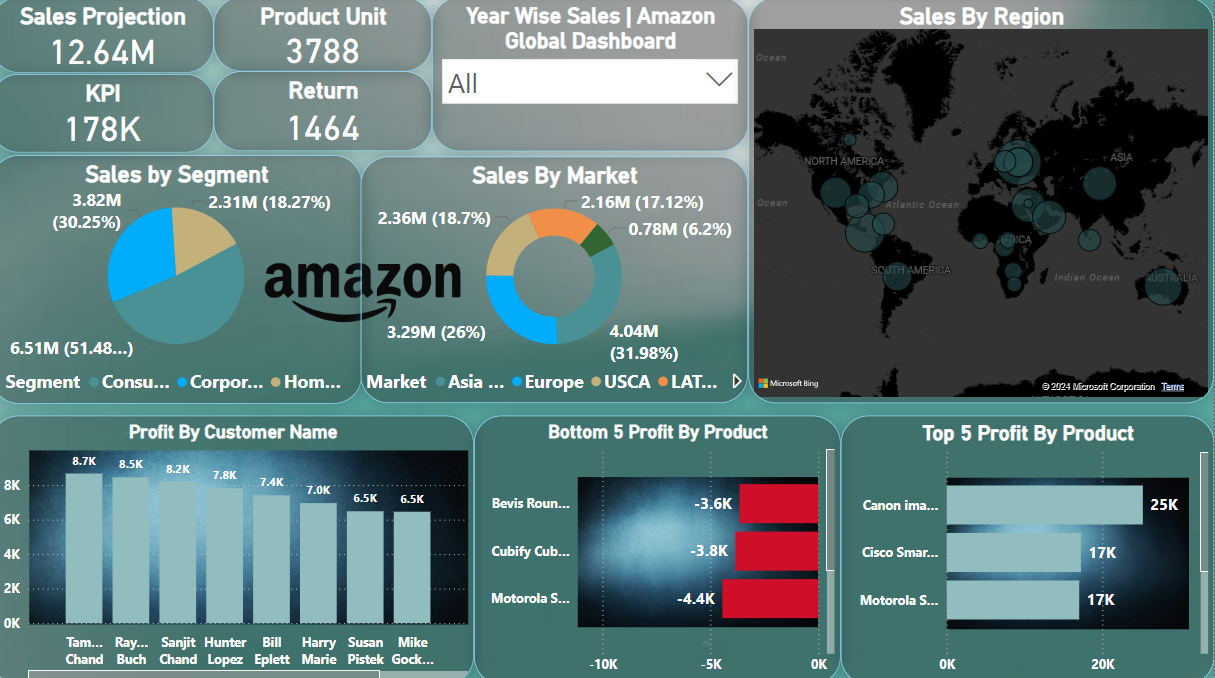 Sales Projection
12.64M
Product Unit
3788
KPI
178K
Return
1464
Year Wise Sales | Amazon
Global Dashboard
All
Sales By Region
Ocean
NORTH AMERICA
ASIA
Ocean
Atlantic Ocean
AFRICA
SOUTH AMERICA
Indian Ocean
AUSTRALIA
Microsoft Bing
© 2024 Microsoft Corporation Terms
Sales by Segment
3.82M
(30.25%)
2.31M (18.27%)
6.51M (51.48...)
Segment Consu... Corpor... Hom...
amazon
Sales By Market
2.36M (18.7%)
2.16M (17.12%)
0.78M (6.2%)
3.29M (26%)
4.04M
(31.98%)
Market Asia ... Europe USCA LAT...
Profit By Customer Name
8K
6K
4K
2K
0K
8.7K
8.5K
8.2K
7.8K
7.4K
7.0K
6.5K
6.5K
Tam...
Chand
Ray...
Buch
Sanjit
Chand
Hunter
Lopez
Bill
Eplett
Harry
Marie
Susan
Pistek
Mike
Gock...
Bottom 5 Profit By Product
Bevis Roun...
-3.6K
Cubify Cub...
-3.8K
Motorola S...
-4.4K
-10K
-5K
0K
Top 5 Profit By Product
Canon ima...
25K
Cisco Smar...
17K
Motorola S...
17K
0K
20K